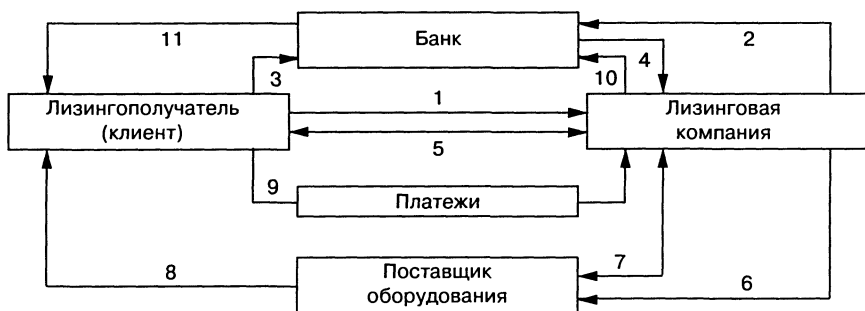 11
Банк
2
3
4
10
Лизингополучатель
(клиент)
1
Лизинговая
компания
5
9
Платежи
8
Поставщик
оборудования
7
6